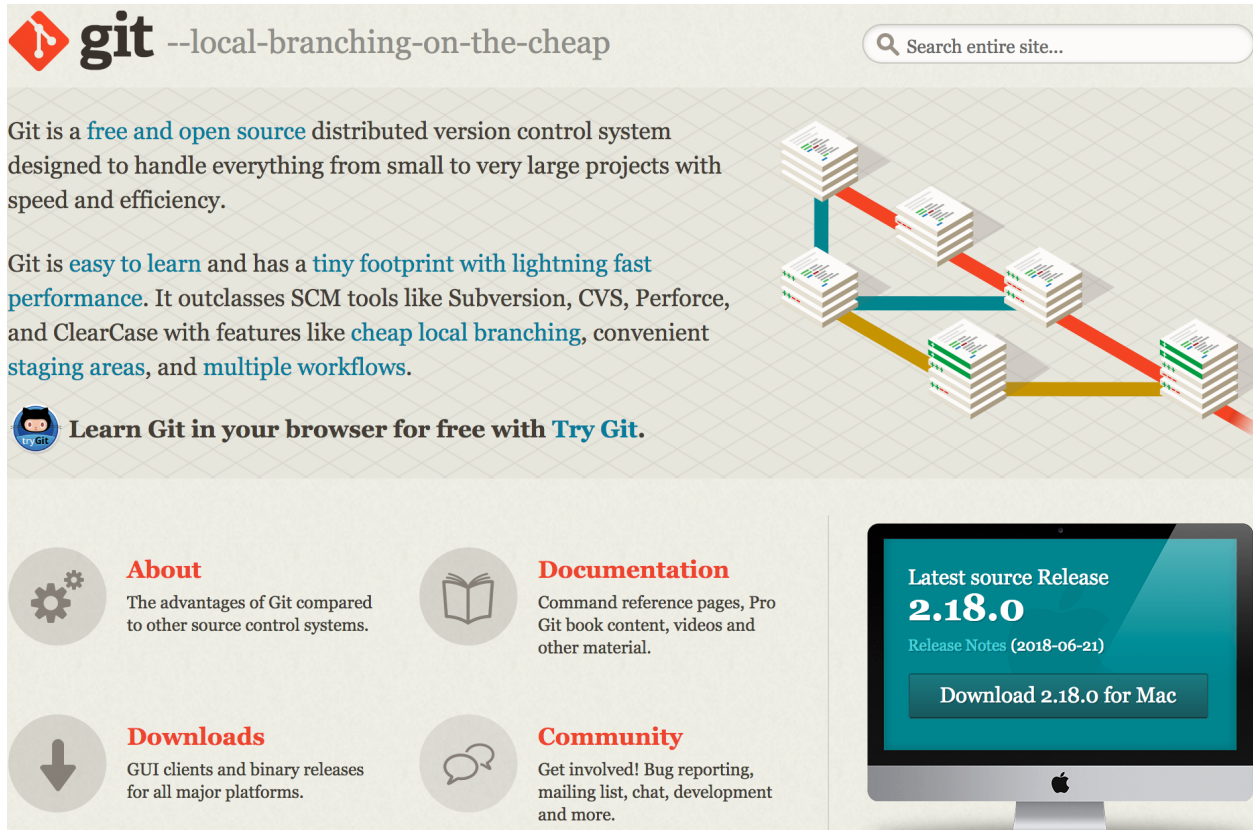 git --local-branching-on-the-cheap
Search entire site...
Git is a free and open source distributed version control system
designed to handle everything from small to very large projects with
speed and efficiency.
Git is easy to learn and has a tiny footprint with lightning fast
performance. It outclasses SCM tools like Subversion, CVS, Perforce,
and ClearCase with features like cheap local branching, convenient
staging areas, and multiple workflows.
tryGit
Learn Git in your browser for free with Try Git.
About
The advantages of Git compared
to other source control systems.
Documentation
Command reference pages, Pro
Git book content, videos and
other material.
Downloads
GUI clients and binary releases
for all major platforms.
Community
Get involved! Bug reporting,
mailing list, chat, development
and more.
Latest source Release
2.18.0
Release Notes (2018-06-21)
Download 2.18.0 for Mac